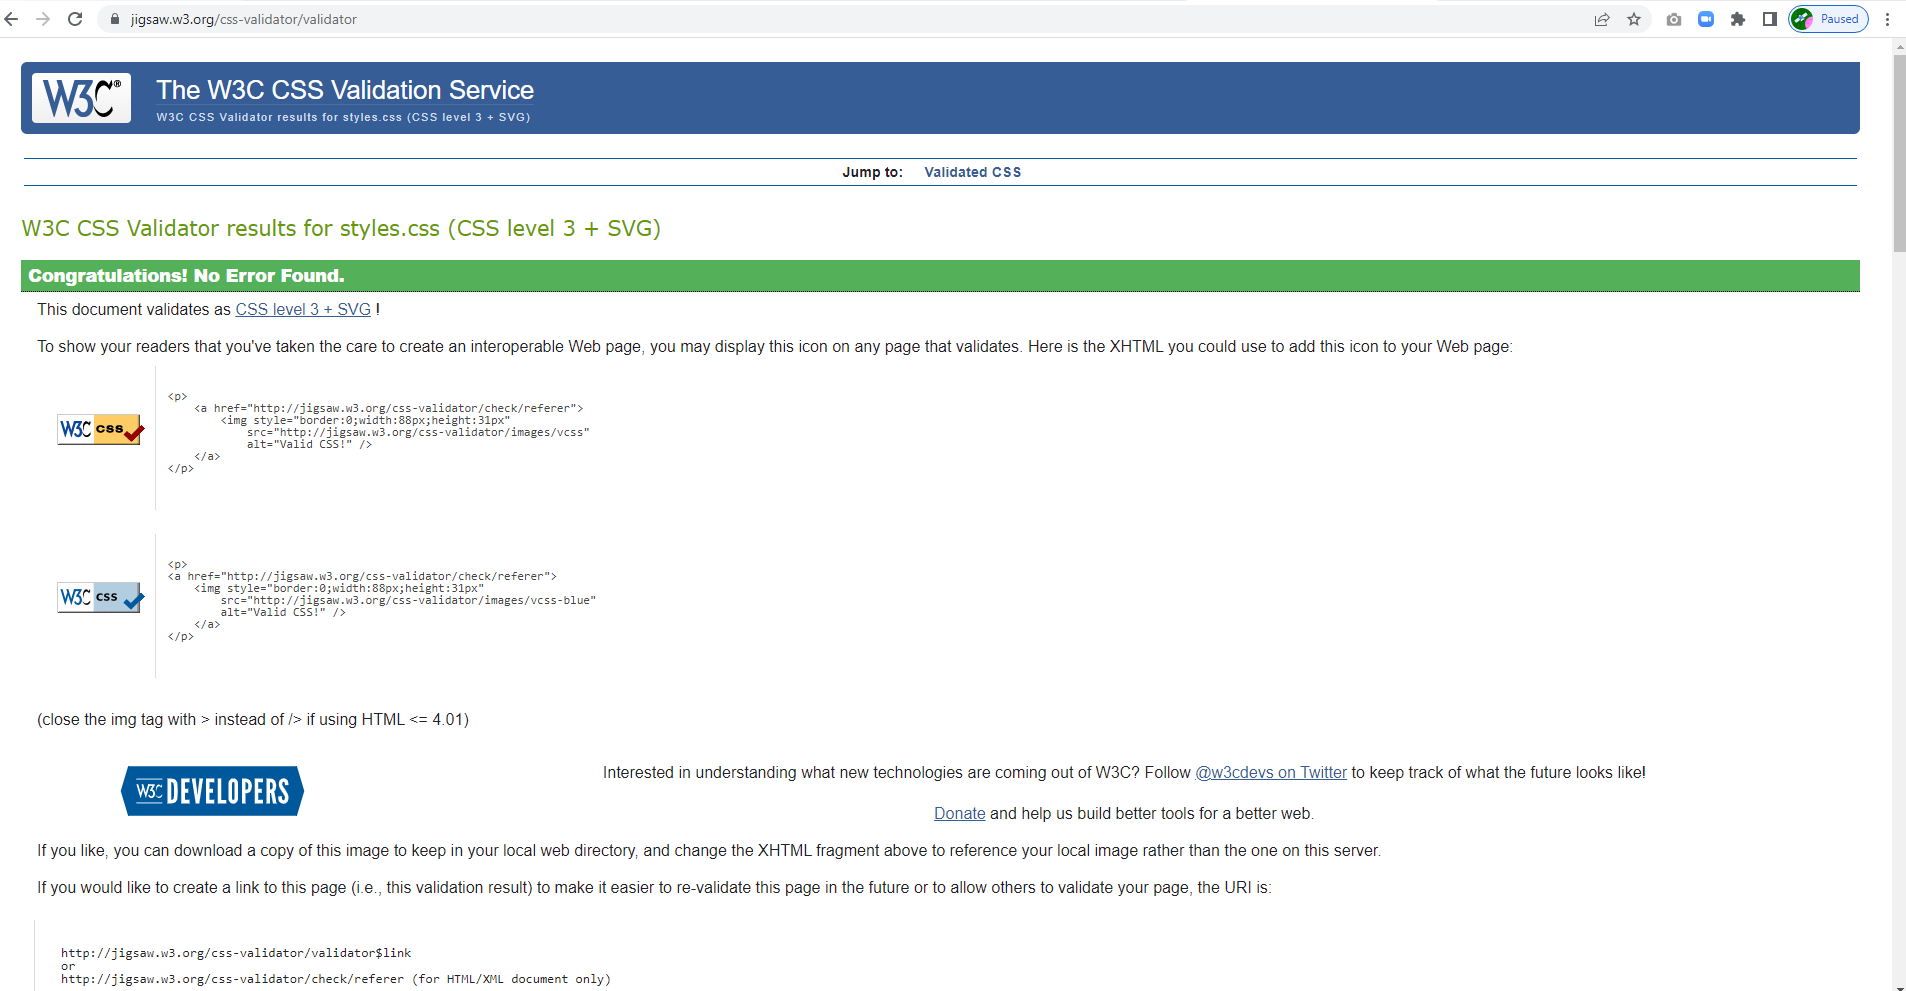 jigsaw.w3.org/css-validator/validator
Paused
W3C®
The W3C CSS Validation Service
W3C CSS Validator results for styles.css (CSS level 3 + SVG)
Jump to: Validated CSS
W3C CSS Validator results for styles.css (CSS level 3 + SVG)
Congratulations! No Error Found.
This document validates as CSS level 3 + SVG !
To show your readers that you've taken the care to create an interoperable Web page, you may display this icon on any page that validates. Here is the XHTML you could use to add this icon to your Web page:
W3C css
<p>
    <a href="http://jigsaw.w3.org/css-validator/check/referer">
        <img style="border:0;width:88px;height:31px"
            src="http://jigsaw.w3.org/css-validator/images/vcss"
            alt="Valid CSS!" />
    </a>
</p>
W3C css
<p>
<a href="http://jigsaw.w3.org/css-validator/check/referer">
    <img style="border:0;width:88px;height:31px"
        src="http://jigsaw.w3.org/css-validator/images/vcss-blue"
        alt="Valid CSS!" />
    </a>
</p>
(close the img tag with > instead of /> if using HTML <= 4.01)
W3C DEVELOPERS
Interested in understanding what new technologies are coming out of W3C? Follow @w3cdevs on Twitter to keep track of what the future looks like!
Donate and help us build better tools for a better web.
If you like, you can download a copy of this image to keep in your local web directory, and change the XHTML fragment above to reference your local image rather than the one on this server.
If you would like to create a link to this page (i.e., this validation result) to make it easier to re-validate this page in the future or to allow others to validate your page, the URI is:
http://jigsaw.w3.org/css-validator/validator$link
or
http://jigsaw.w3.org/css-validator/check/referer (for HTML/XML document only)